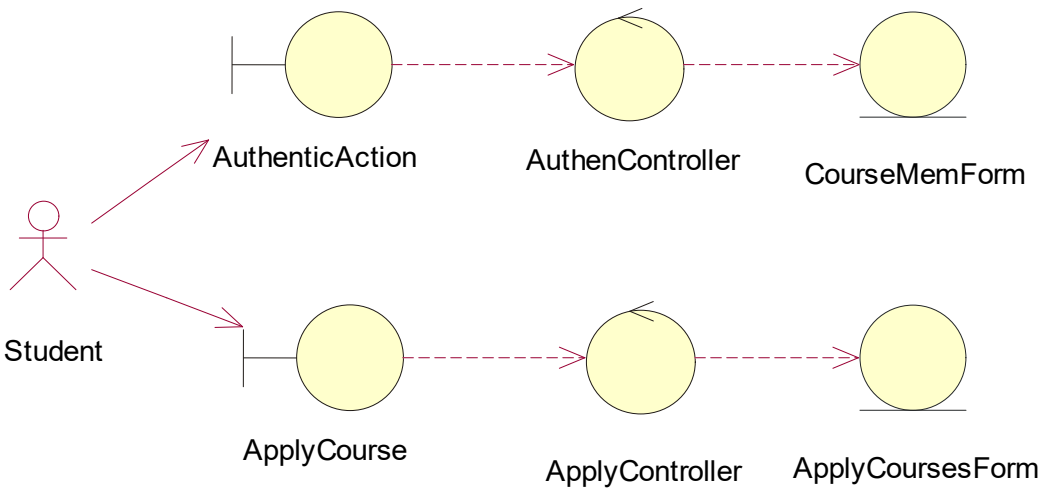 AuthenticAction
AuthenController
CourseMemForm
Student
ApplyCourse
ApplyController
ApplyCoursesForm